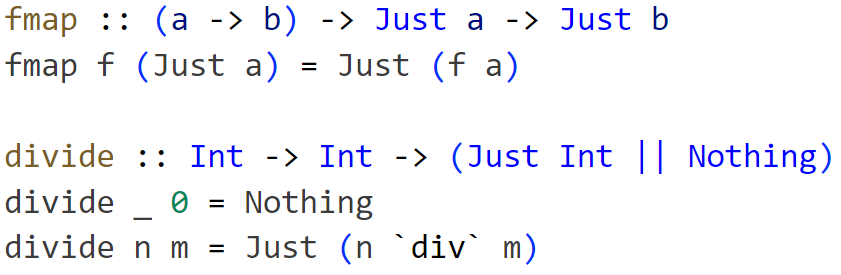 fmap :: (a -> b) -> Just a -> Just b
fmap f (Just a) = Just (f a)
divide :: Int -> Int -> (Just Int || Nothing)
divide _ 0 = Nothing
divide n m = Just (n `div` m)